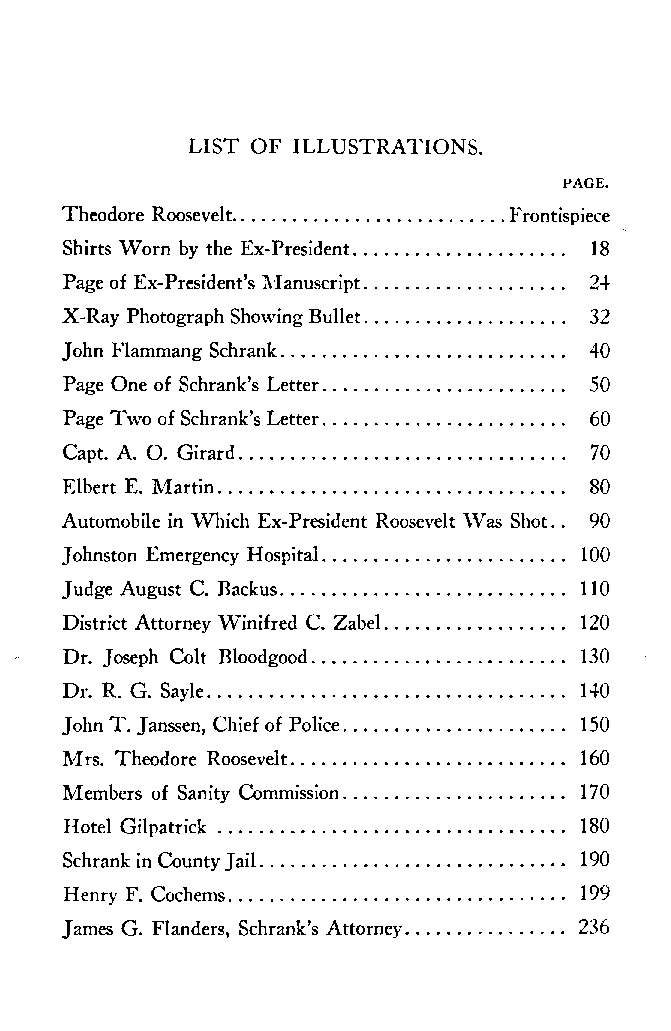 LIST OF ILLUSTRATIONS.
PAGE.
Theodore Roosevelt........................... Frontispiece
Shirts Worn by the Ex-President..................... 18
Page of Ex-President's Manuscript.................... 24
X-Ray Photograph Showing Bullet.................... 32
John Flammang Schrank............................ 40
Page One of Schrank's Letter........................ 50
Page Two of Schrank's Letter........................ 60
Capt. A. O. Girard................................ 70
Elbert E. Martin.................................. 80
Automobile in Which Ex-President Roosevelt Was Shot.. 90
Johnston Emergency Hospital........................ 100
Judge August C. Backus............................ 110
District Attorney Winifred C. Zabel.................. 120
Dr. Joseph Colt Bloodgood......................... 130
Dr. R. G. Sayle................................... 140
John T. Janssen, Chief of Police...................... 150
Mrs. Theodore Roosevelt........................... 160
Members of Sanity Commission...................... 170
Hotel Gilpatrick .................................. 180
Schrank in County Jail.............................. 190
Henry F. Cochems................................. 199
James G. Flanders, Schrank's Attorney................ 236